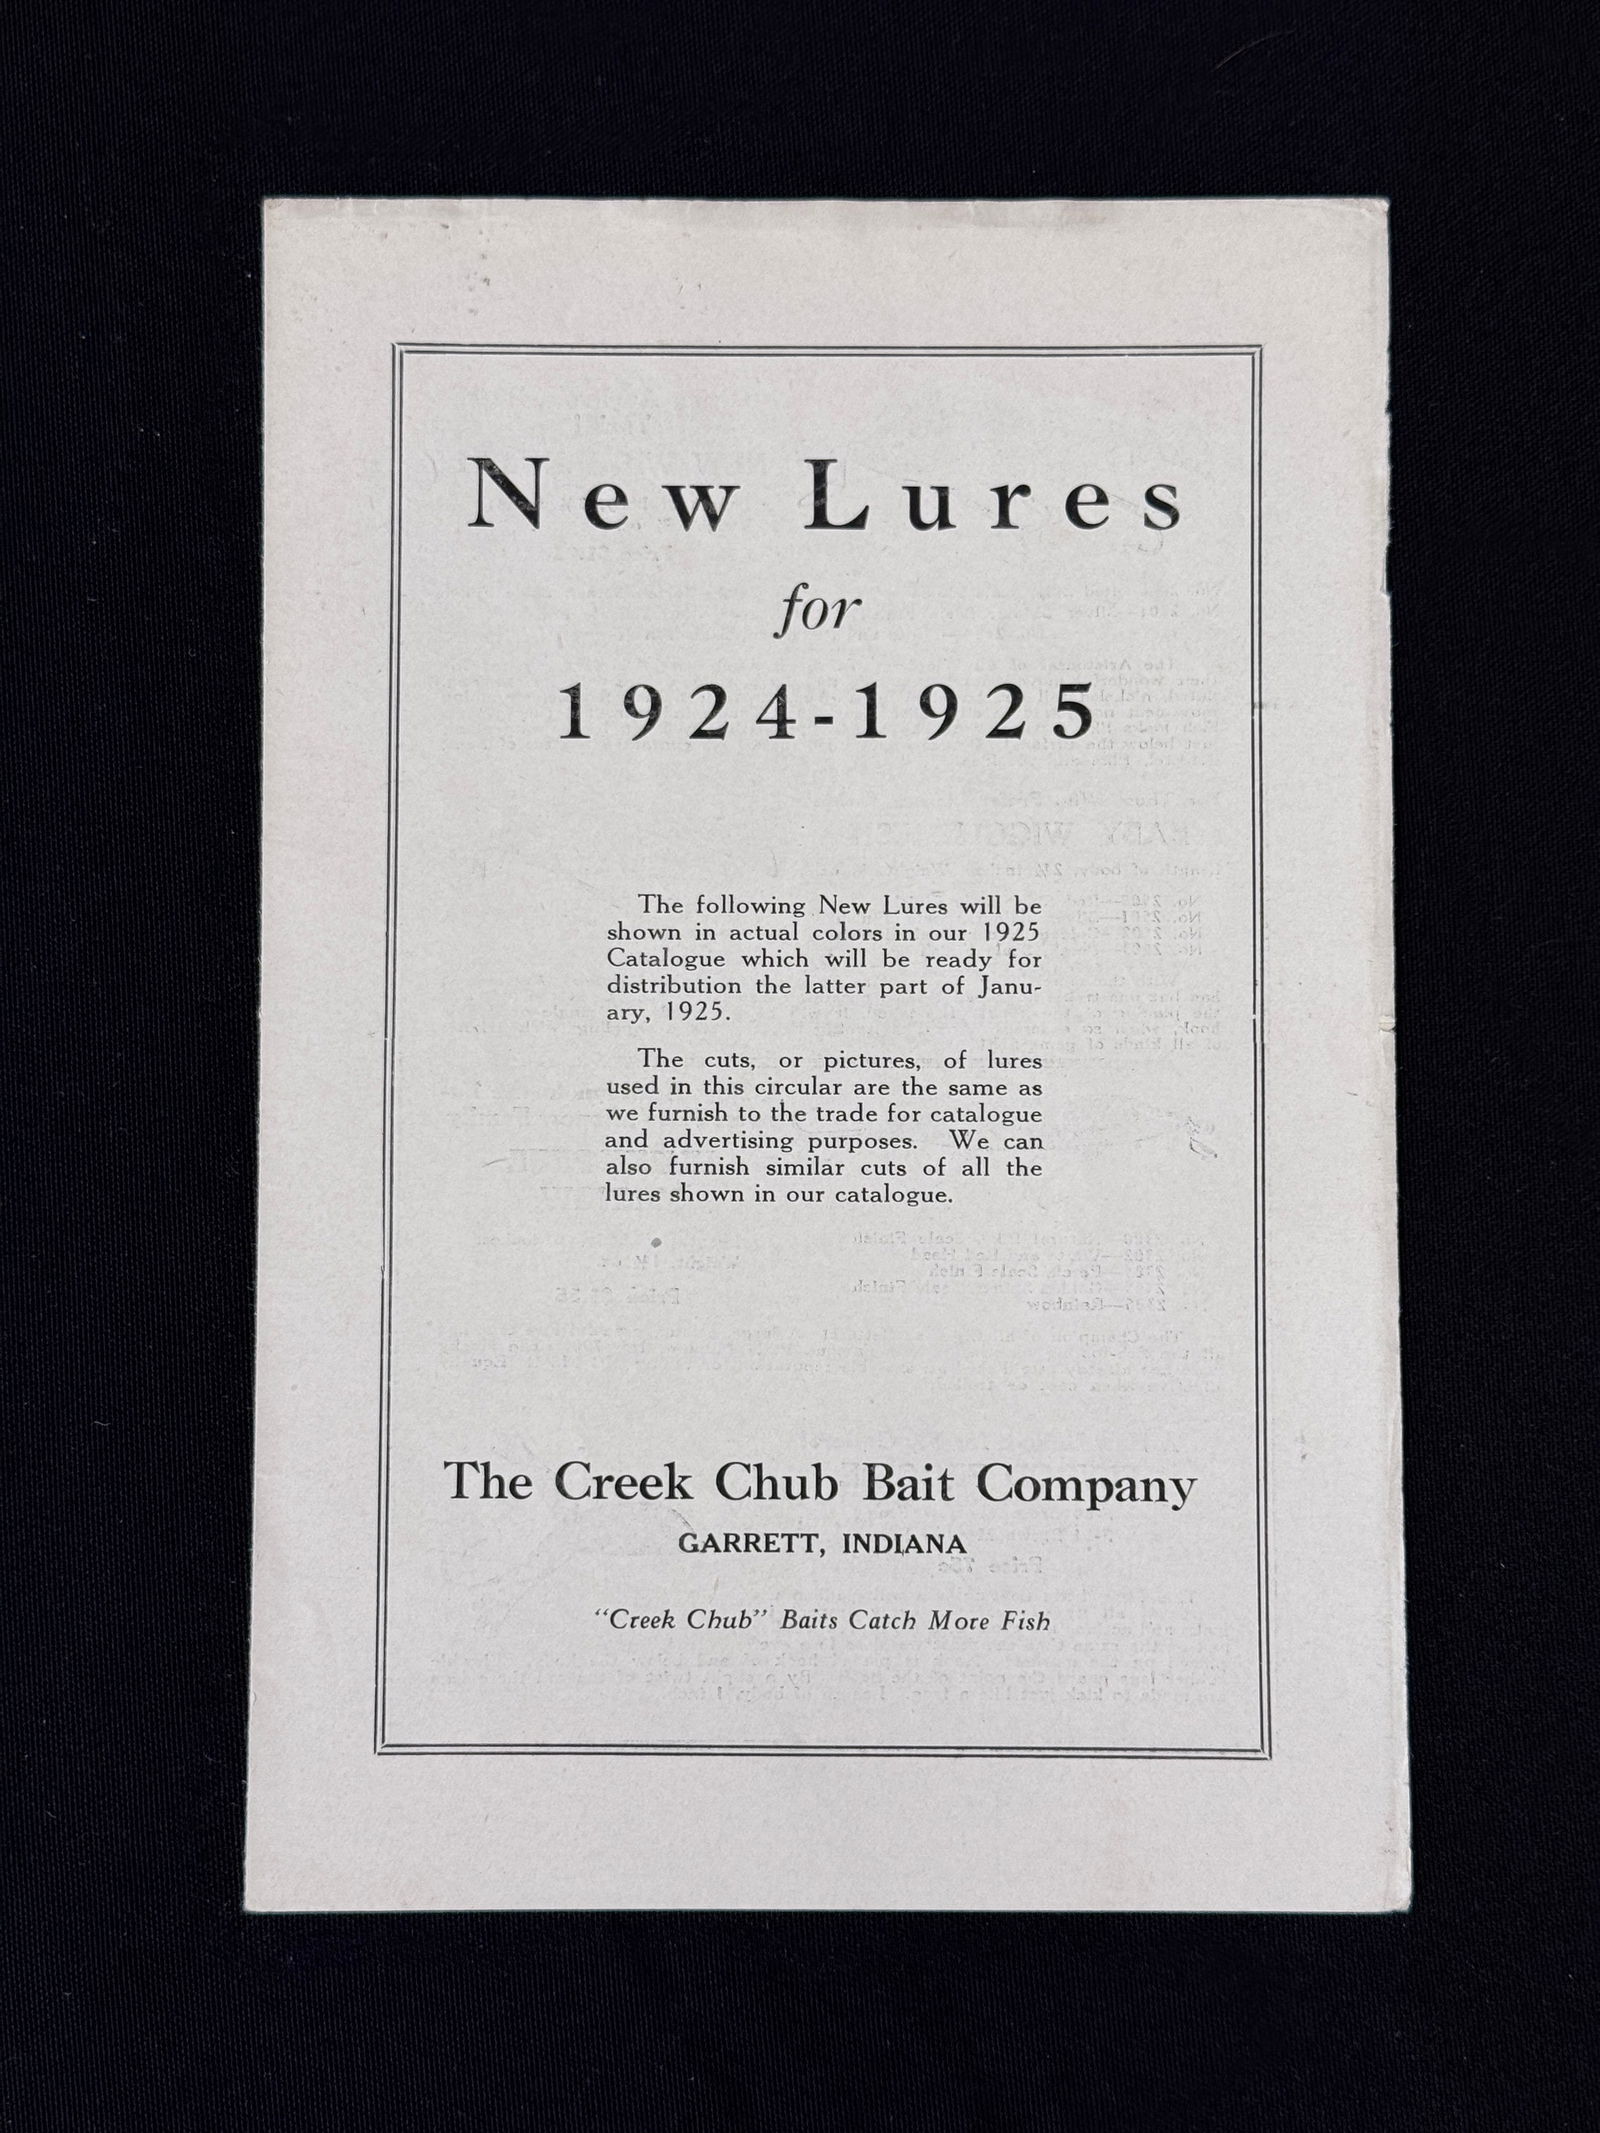 New Lures
for
1924-1925
The following New Lures will be
shown in actual colors in our 1925
Catalogue which will be ready for
distribution the latter part of Janu-
ary, 1925.
The cuts, or pictures, of lures
used in this circular are the same as
we furnish to the trade for catalogue
and advertising purposes. We can
also furnish similar cuts of all the
lures shown in our catalogue.
The Creek Chub Bait Company
GARRETT, INDIANA
"Creek Chub" Baits Catch More Fish